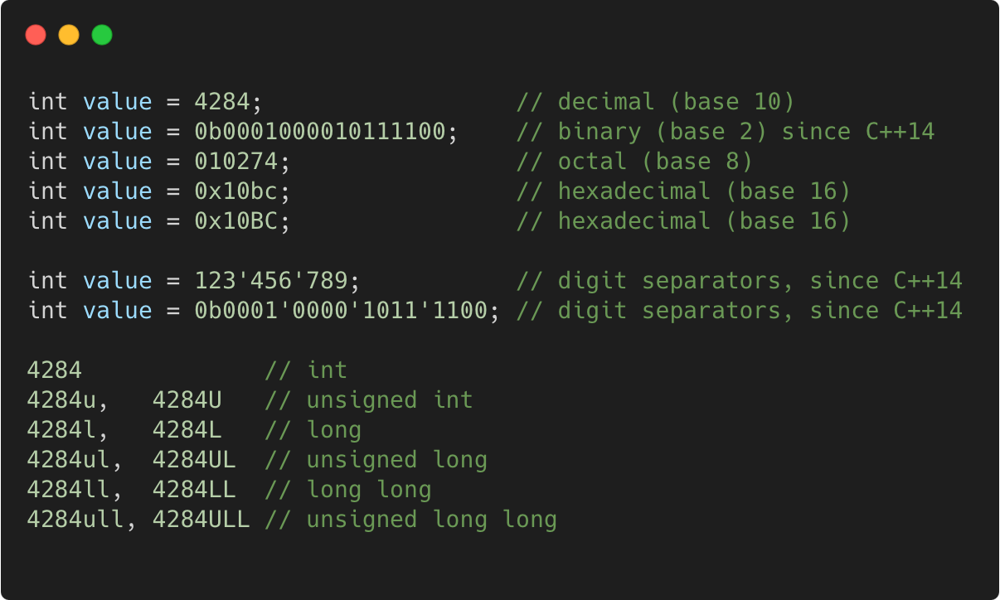 int value = 4284;                  // decimal (base 10)
int value = 0b0001000010111100;    // binary (base 2) since C++14
int value = 010274;                // octal (base 8)
int value = 0x10bc;                // hexadecimal (base 16)
int value = 0x10BC;                // hexadecimal (base 16)
int value = 123'456'789;           // digit separators, since C++14
int value = 0b0001'0000'1011'1100; // digit separators, since C++14
4284             // int
4284u,   4284U   // unsigned int
4284l,   4284L   // long
4284ul,  4284UL  // unsigned long
4284ll,  4284LL  // long long
4284ull, 4284ULL // unsigned long long